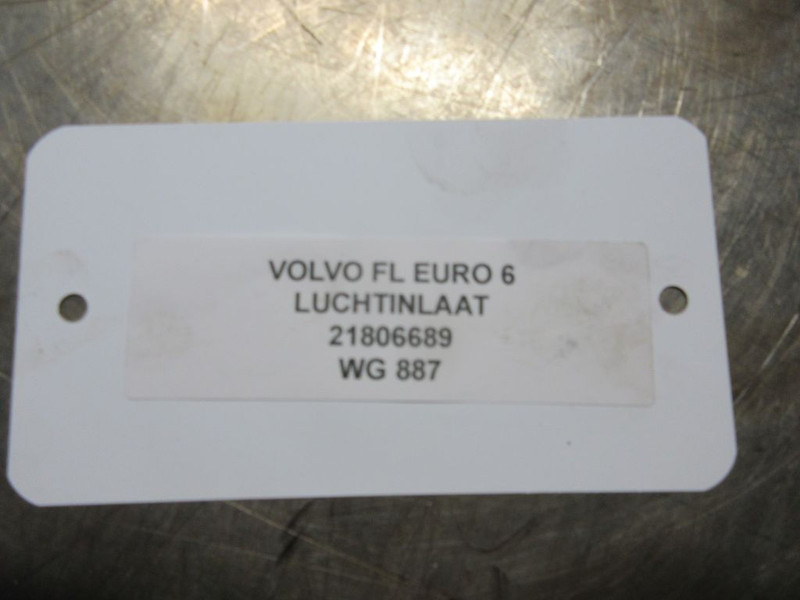 VOLVO FL EURO 6
LUCHTINLAAT
21806689
WG 887